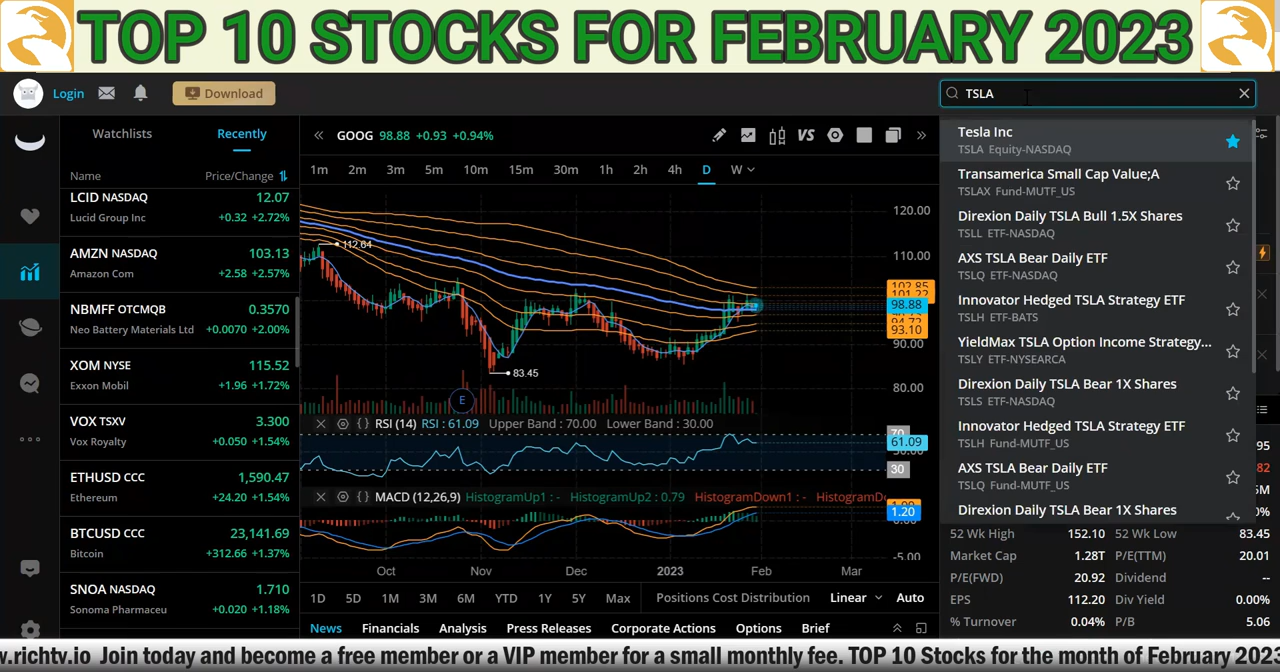 TOP 10 STOCKS FOR FEBRUARY 2023
Login
Download
TSLA
Watchlists
Recently
Name
Price/Change
LCID NASDAQ 12.07
Lucid Group Inc +0.32 +2.72%
AMZN NASDAQ 103.13
Amazon Com +2.58 +2.57%
NBMFF OTCMQB 0.3570
Neo Battery Materials Ltd +0.0070 +2.00%
XOM NYSE 115.52
Exxon Mobil +1.96 +1.72%
VOX TSXV 3.300
Vox Royalty +0.050 +1.54%
ETHUSD CCC 1,590.47
Ethereum +24.20 +1.54%
BTCUSD CCC 23,141.69
Bitcoin +312.66 +1.37%
SNOA NASDAQ 1.710
Sonoma Pharmaceu +0.020 +1.18%
GOOG 98.88 +0.93 +0.94%
VS
1m 2m 3m 5m 10m 15m 30m 1h 2h 4h D W
120.00
112.64
110.00
102.85
101.22
98.88
93.10
90.00
83.45
80.00
E
RSI (14) RSI : 61.09 Upper Band : 70.00 Lower Band : 30.00
70
61.09
30
MACD (12,26,9) HistogramUp1 : - HistogramUp2 : 0.79 HistogramDown1 : - HistogramD
1.20
-5.00
Oct Nov Dec 2023 Feb Mar
1D 5D 1M 3M 6M YTD 1Y 5Y Max Positions Cost Distribution Linear Auto
News Financials Analysis Press Releases Corporate Actions Options Brief
Tesla Inc
TSLA Equity-NASDAQ
Transamerica Small Cap Value;A
TSLAX Fund-MUTF_US
Direxion Daily TSLA Bull 1.5X Shares
TSLL ETF-NASDAQ
AXS TSLA Bear Daily ETF
TSLQ ETF-NASDAQ
Innovator Hedged TSLA Strategy ETF
TSLH ETF-BATS
YieldMax TSLA Option Income Strategy...
TSLY ETF-NYSEARCA
Direxion Daily TSLA Bear 1X Shares
TSLS ETF-NASDAQ
Innovator Hedged TSLA Strategy ETF
TSLH Fund-MUTF_US
AXS TSLA Bear Daily ETF
TSLQ Fund-MUTF_US
Direxion Daily TSLA Bear 1X Shares
52 Wk High 152.10 52 Wk Low 83.45
Market Cap 1.28T P/E(TTM) 20.01
P/E(FWD) 20.92 Dividend --
EPS 112.20 Div Yield 0.00%
% Turnover 0.04% P/B 5.06
w.richtv.io Join today and become a free member or a VIP member for a small monthly fee. TOP 10 Stocks for the month of February 2023